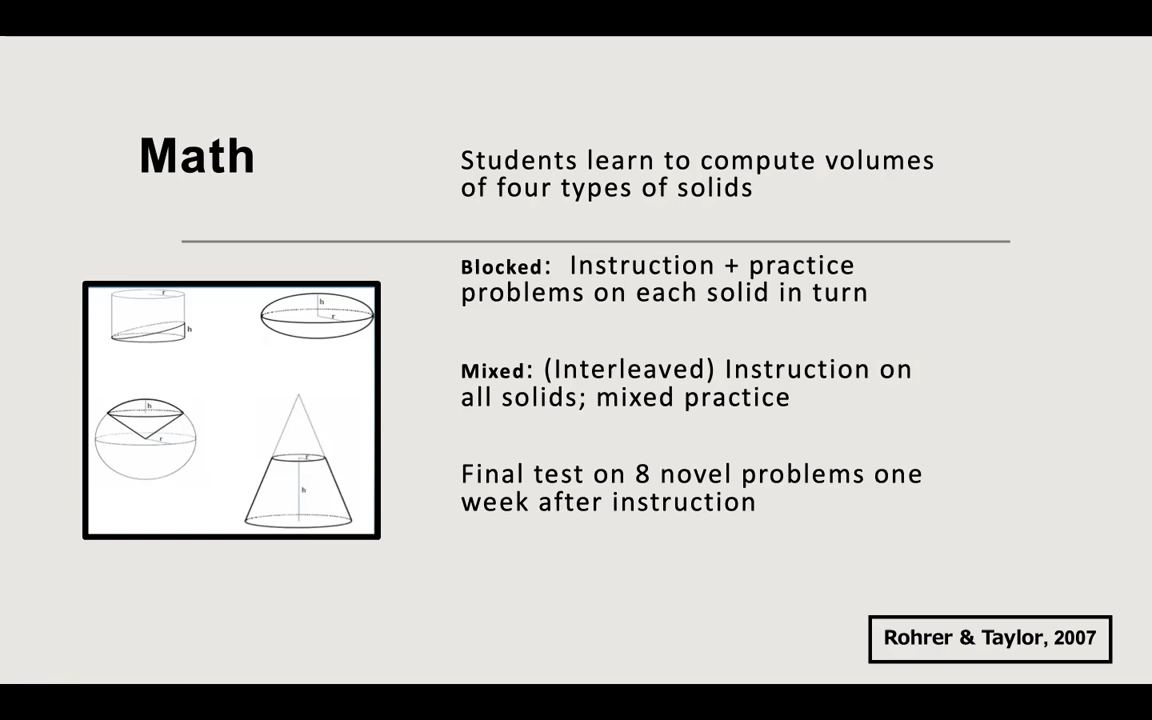 Math
Students learn to compute volumes
of four types of solids
Blocked: Instruction + practice
problems on each solid in turn
Mixed: (Interleaved) Instruction on
all solids; mixed practice
Final test on 8 novel problems one
week after instruction
r
h
h
r
h
r
r
h
Rohrer & Taylor, 2007